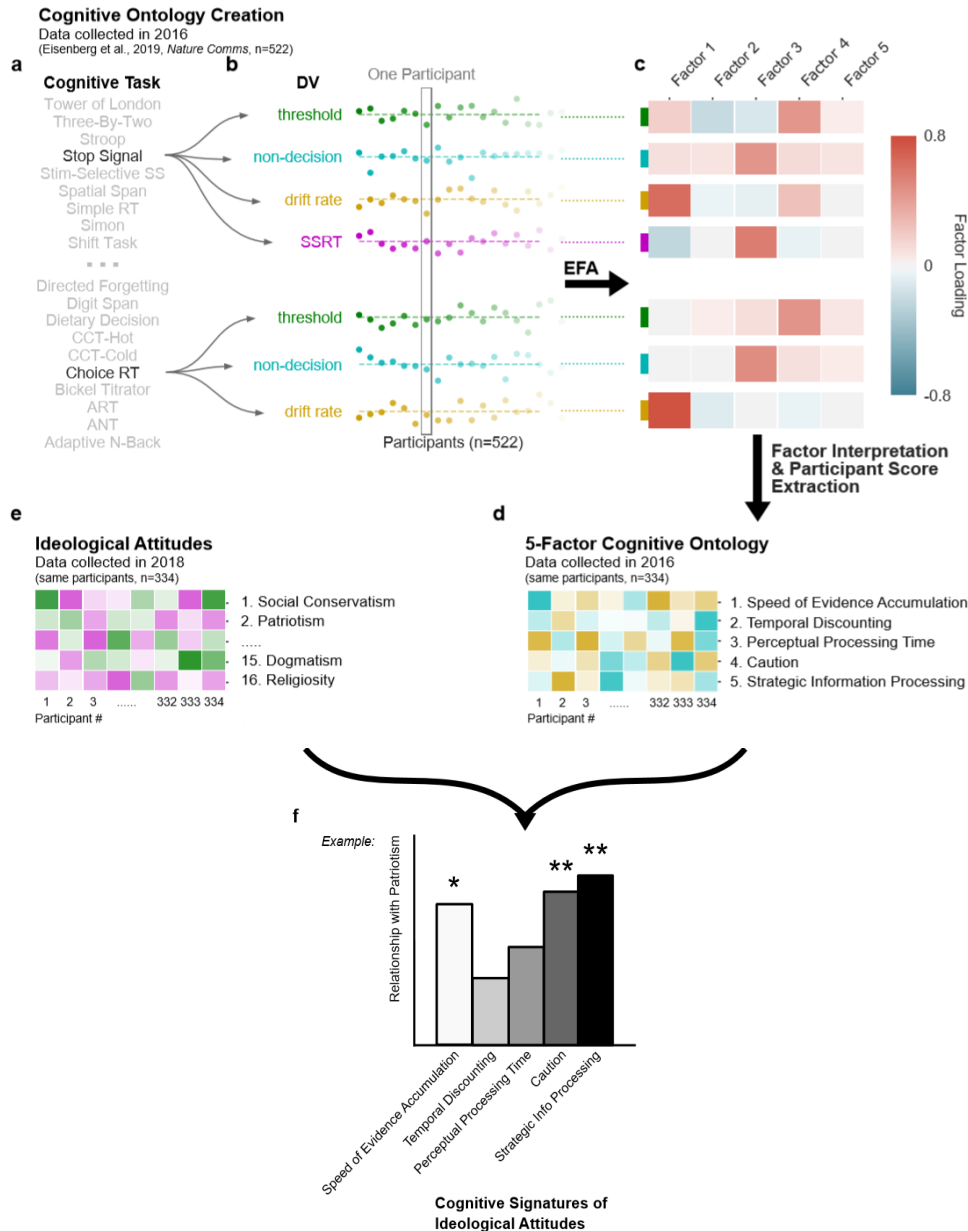 Cognitive Ontology Creation
Data collected in 2016
(Eisenberg et al., 2019, Nature Comms, n=522)
a
Cognitive Task
Tower of London
Three-By-Two
Stroop
Stop Signal
Stim-Selective SS
Spatial Span
Simple RT
Simon
Shift Task
Directed Forgetting
Digit Span
Dietary Decision
CCT-Hot
CCT-Cold
Choice RT
Bickel Titrator
ART
ANT
Adaptive N-Back
b
DV
One Participant
threshold
non-decision
drift rate
SSRT
threshold
non-decision
drift rate
Participants (n=522)
EFA
c
Factor 1
Factor 2
Factor 3
Factor 4
Factor 5
0.8
0
-0.8
Factor Loading
Factor Interpretation
& Participant Score
Extraction
e
Ideological Attitudes
Data collected in 2018
(same participants, n=334)
1. Social Conservatism
2. Patriotism
.....
15. Dogmatism
16. Religiosity
1 2 3 ...... 332 333 334
Participant #
d
5-Factor Cognitive Ontology
Data collected in 2016
(same participants, n=334)
1. Speed of Evidence Accumulation
2. Temporal Discounting
3. Perceptual Processing Time
4. Caution
5. Strategic Information Processing
1 2 3 ...... 332 333 334
Participant #
f
Example:
Relationship with Patriotism
*
**
**
Speed of Evidence Accumulation
Temporal Discounting
Perceptual Processing Time
Caution
Strategic Info Processing
Cognitive Signatures of
Ideological Attitudes